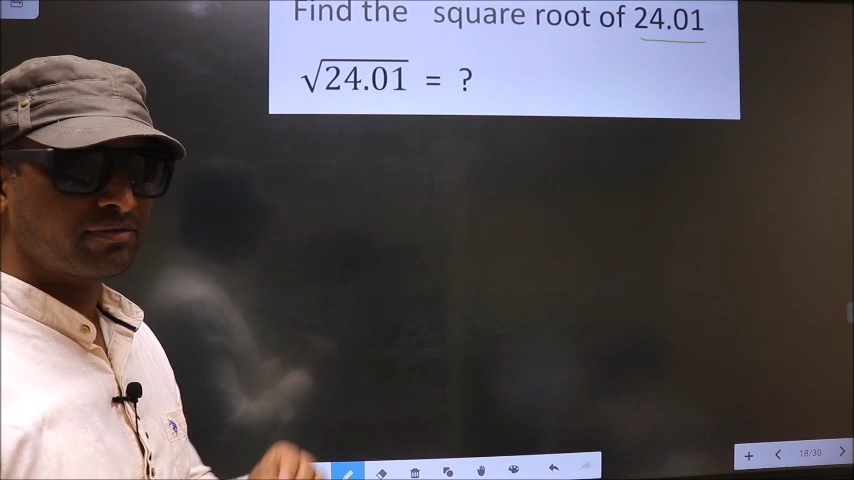 Find the square root of 24.01
√24.01 = ?
18/30